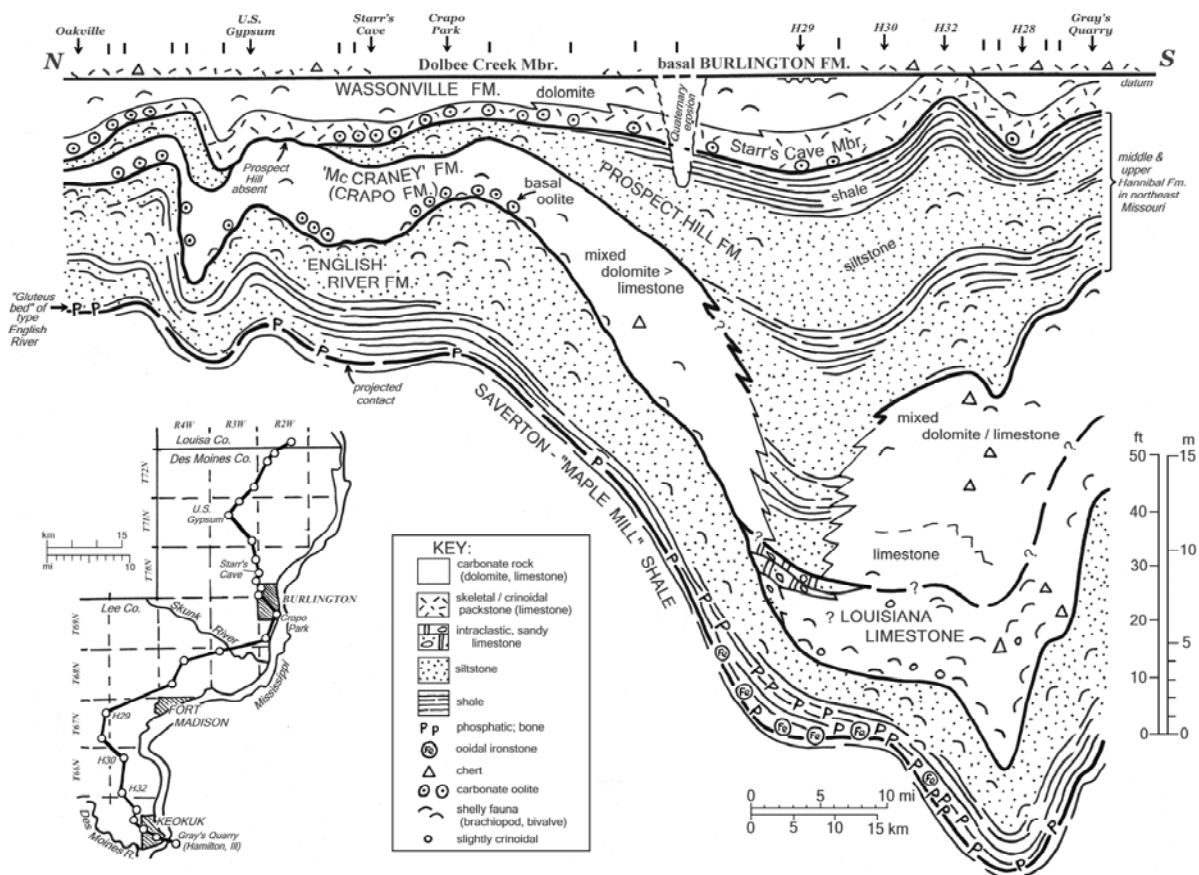 Oakville
U.S.
Gypsum
Starr's
Cave
Crapo
Park
H29
H30
H32
H28
Gray's
Quarry
N
Dolbee Creek Mbr.
basal BURLINGTON FM.
S
WASSONVILLE FM.
dolomite
datum
Quaternary
erosion
Starr's Cave Mbr.
Prospect
Hill
absent
'Mc CRANEY' FM.
(CRAPO FM.)
basal
oolite
PROSPECT HILL FM.
shale
siltstone
middle &
upper
Hannibal Fm.
in northeast
Missouri
ENGLISH
RIVER FM.
mixed
dolomite >
limestone
?
"Gluteus
bed" of
type
English
River
P P
P
P
P
projected
contact
SAVERTON - "MAPLE MILL" SHALE
mixed
dolomite / limestone
?
limestone
?
?
?
? LOUISIANA
LIMESTONE
ft
m
50
15
40
10
30
20
5
10
0
0
Fe
R4W
R3W
R2W
Louisa Co.
Des Moines Co.
T72N
T71N
U.S.
Gypsum
km
15
mi
10
T70N
Starr's
Cave
BURLINGTON
Lee Co.
Skunk
River
Crapo
Park
T69N
T68N
Mississippi
FORT
MADISON
H29
T67N
H30
T66N
H32
KEOKUK
Des Moines R.
Gray's Quarry
(Hamilton, Ill)
KEY:
carbonate rock
(dolomite, limestone)
skeletal / crinoidal
packstone (limestone)
intraclastic, sandy
limestone
siltstone
shale
P P phosphatic; bone
Fe ooidal ironstone
chert
carbonate oolite
shelly fauna
(brachiopod, bivalve)
slightly crinoidal
0 5 10 mi
0 5 10 15 km